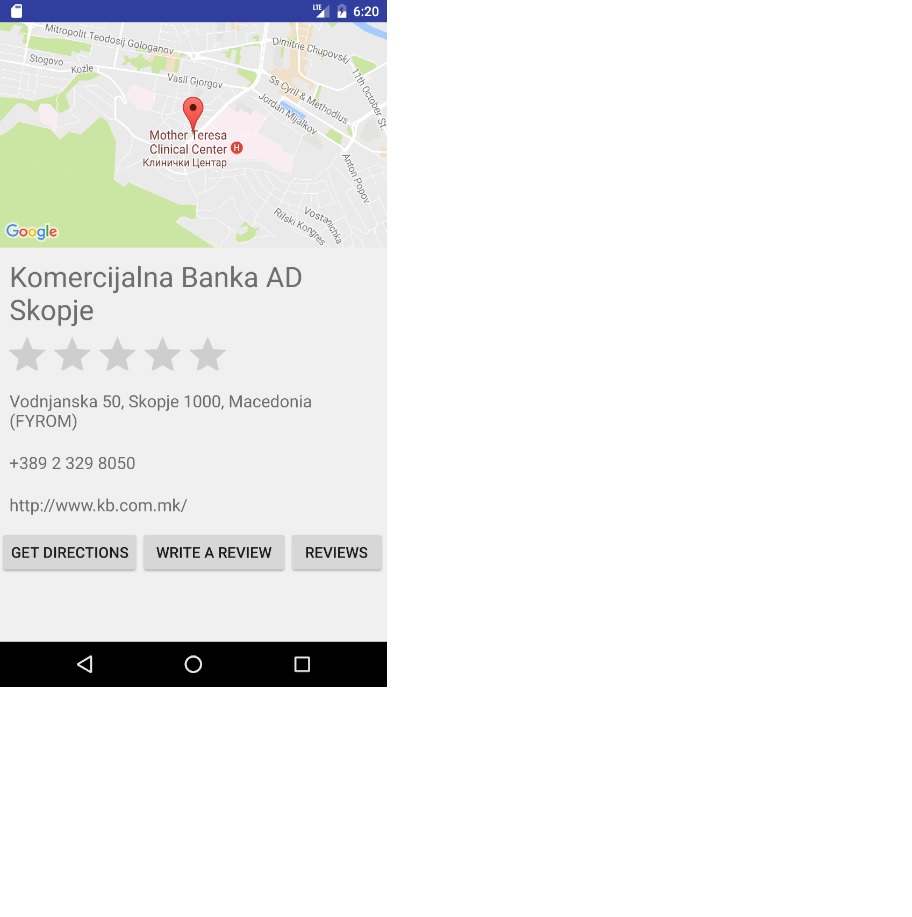 LTE 6:20
Mitropolit Teodosij Gologanov
Dimitrie Chupovski
Stogovo
Kozle
Vasil Gjorgov
11th October St.
Ss Cyril & Methodius
Jordan Mijalkov
Mother Teresa
Clinical Center H
Клинички Центар
Anton Popov
Vostanichka
Rilski Kongres
Google
Komercijalna Banka AD
Skopje
Vodnjanska 50, Skopje 1000, Macedonia
(FYROM)
+389 2 329 8050
http://www.kb.com.mk/
GET DIRECTIONS WRITE A REVIEW REVIEWS